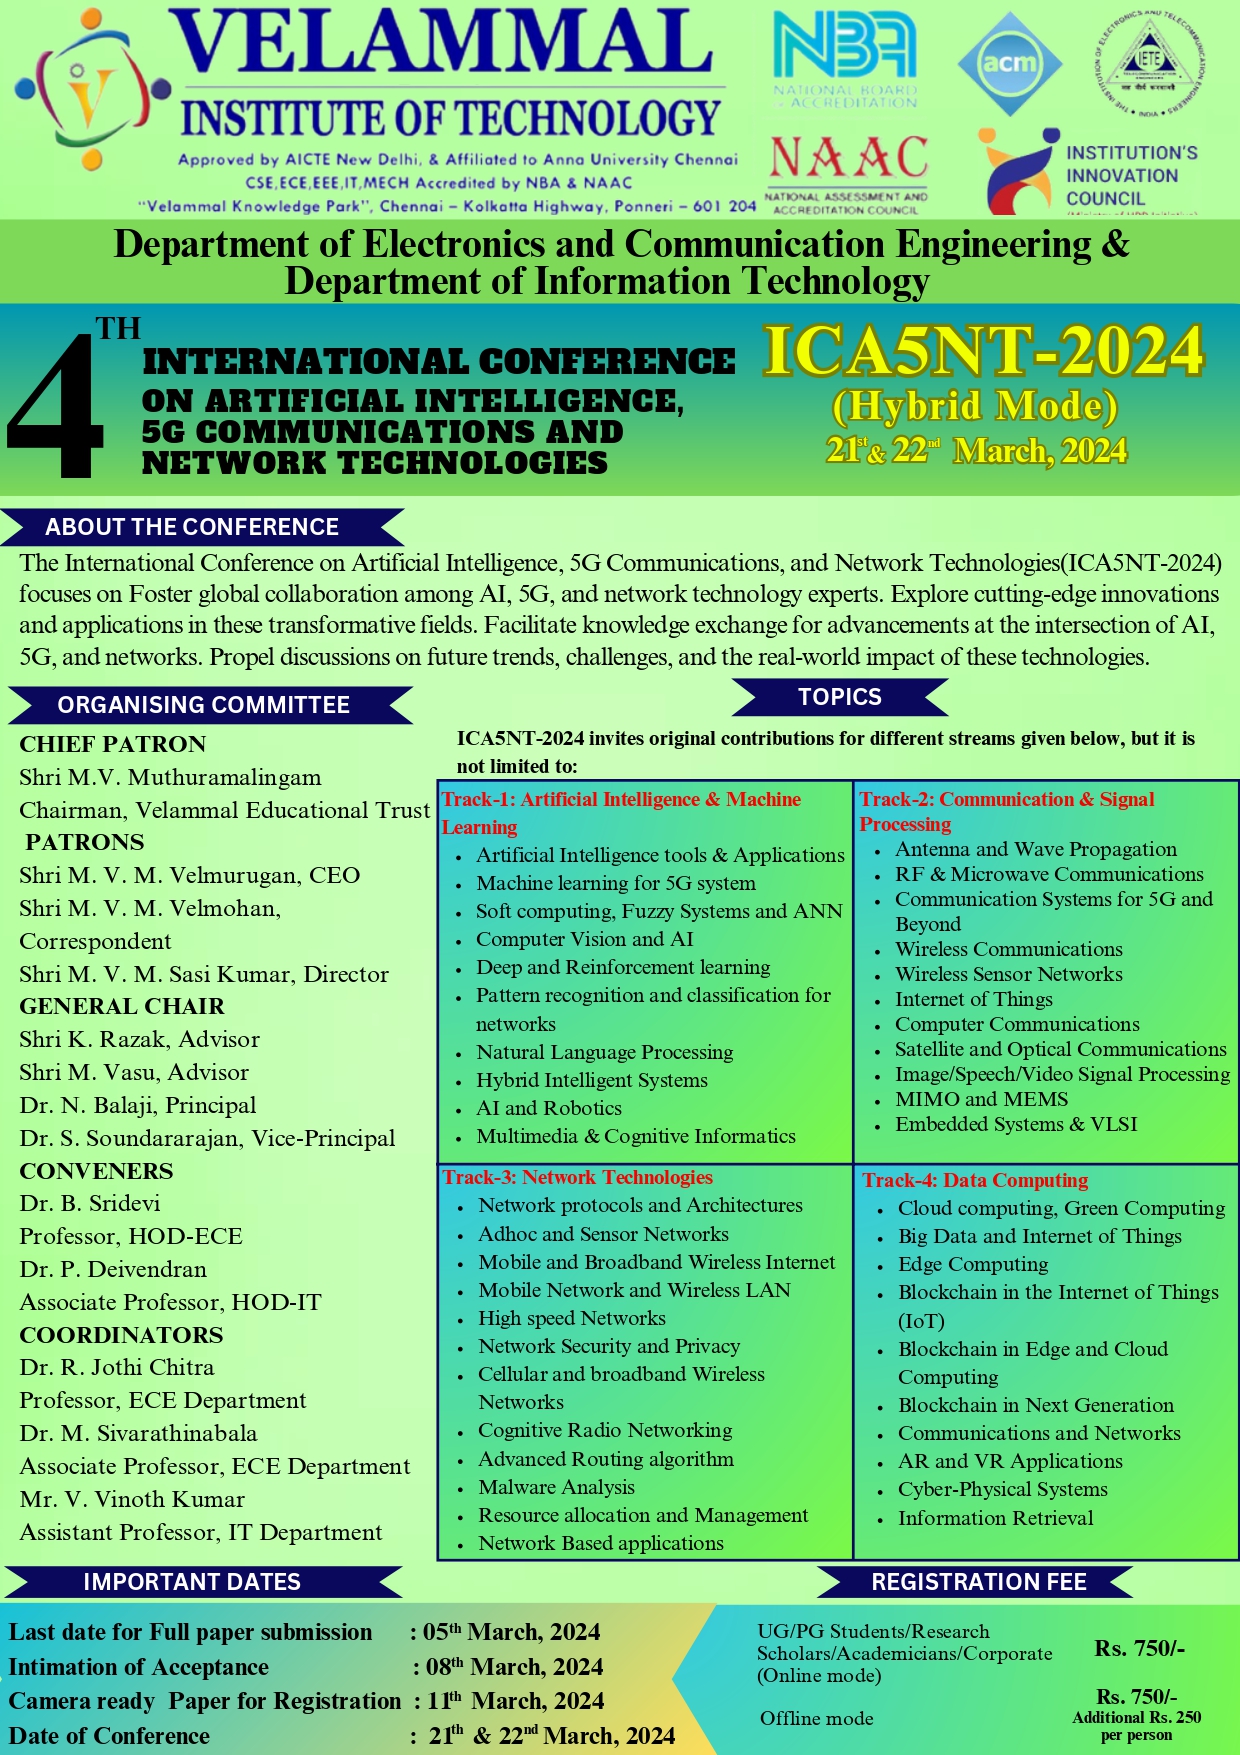 VELAMMAL
INSTITUTE OF TECHNOLOGY
Approved by AICTE New Delhi, & Affiliated to Anna University Chennai
CSE,ECE,EEE,IT,MECH Accredited by NBA & NAAC
"Velammal Knowledge Park", Chennai – Kolkatta Highway, Ponneri – 601 204
NBA
NATIONAL BOARD
of ACCREDITATION
acm
THE INSTITUTION OF ELECTRONICS AND TELECOMMUNICATION ENGINEERS
IETE
INDIA
NAAC
NATIONAL ASSESSMENT AND
ACCREDITATION COUNCIL
INSTITUTION'S
INNOVATION
COUNCIL
Department of Electronics and Communication Engineering &
Department of Information Technology
4TH
INTERNATIONAL CONFERENCE
ON ARTIFICIAL INTELLIGENCE,
5G COMMUNICATIONS AND
NETWORK TECHNOLOGIES
ICA5NT-2024
(Hybrid Mode)
21st & 22nd March, 2024
ABOUT THE CONFERENCE
The International Conference on Artificial Intelligence, 5G Communications, and Network Technologies(ICA5NT-2024)
focuses on Foster global collaboration among AI, 5G, and network technology experts. Explore cutting-edge innovations
and applications in these transformative fields. Facilitate knowledge exchange for advancements at the intersection of AI,
5G, and networks. Propel discussions on future trends, challenges, and the real-world impact of these technologies.
ORGANISING COMMITTEE
CHIEF PATRON
Shri M.V. Muthuramalingam
Chairman, Velammal Educational Trust
PATRONS
Shri M. V. M. Velmurugan, CEO
Shri M. V. M. Velmohan,
Correspondent
Shri M. V. M. Sasi Kumar, Director
GENERAL CHAIR
Shri K. Razak, Advisor
Shri M. Vasu, Advisor
Dr. N. Balaji, Principal
Dr. S. Soundararajan, Vice-Principal
CONVENERS
Dr. B. Sridevi
Professor, HOD-ECE
Dr. P. Deivendran
Associate Professor, HOD-IT
COORDINATORS
Dr. R. Jothi Chitra
Professor, ECE Department
Dr. M. Sivarathinabala
Associate Professor, ECE Department
Mr. V. Vinoth Kumar
Assistant Professor, IT Department
TOPICS
ICA5NT-2024 invites original contributions for different streams given below, but it is
not limited to:
Track-1: Artificial Intelligence & Machine
Learning
• Artificial Intelligence tools & Applications
• Machine learning for 5G system
• Soft computing, Fuzzy Systems and ANN
• Computer Vision and AI
• Deep and Reinforcement learning
• Pattern recognition and classification for
networks
• Natural Language Processing
• Hybrid Intelligent Systems
• AI and Robotics
• Multimedia & Cognitive Informatics
Track-2: Communication & Signal
Processing
• Antenna and Wave Propagation
• RF & Microwave Communications
• Communication Systems for 5G and
Beyond
• Wireless Communications
• Wireless Sensor Networks
• Internet of Things
• Computer Communications
• Satellite and Optical Communications
• Image/Speech/Video Signal Processing
• MIMO and MEMS
• Embedded Systems & VLSI
Track-3: Network Technologies
• Network protocols and Architectures
• Adhoc and Sensor Networks
• Mobile and Broadband Wireless Internet
• Mobile Network and Wireless LAN
• High speed Networks
• Network Security and Privacy
• Cellular and broadband Wireless
Networks
• Cognitive Radio Networking
• Advanced Routing algorithm
• Malware Analysis
• Resource allocation and Management
• Network Based applications
Track-4: Data Computing
• Cloud computing, Green Computing
• Big Data and Internet of Things
• Edge Computing
• Blockchain in the Internet of Things
(IoT)
• Blockchain in Edge and Cloud
Computing
• Blockchain in Next Generation
• Communications and Networks
• AR and VR Applications
• Cyber-Physical Systems
• Information Retrieval
IMPORTANT DATES
Last date for Full paper submission : 05th March, 2024
Intimation of Acceptance : 08th March, 2024
Camera ready Paper for Registration : 11th March, 2024
Date of Conference : 21th & 22nd March, 2024
REGISTRATION FEE
UG/PG Students/Research
Scholars/Academicians/Corporate
(Online mode)
Rs. 750/-
Offline mode
Rs. 750/-
Additional Rs. 250
per person